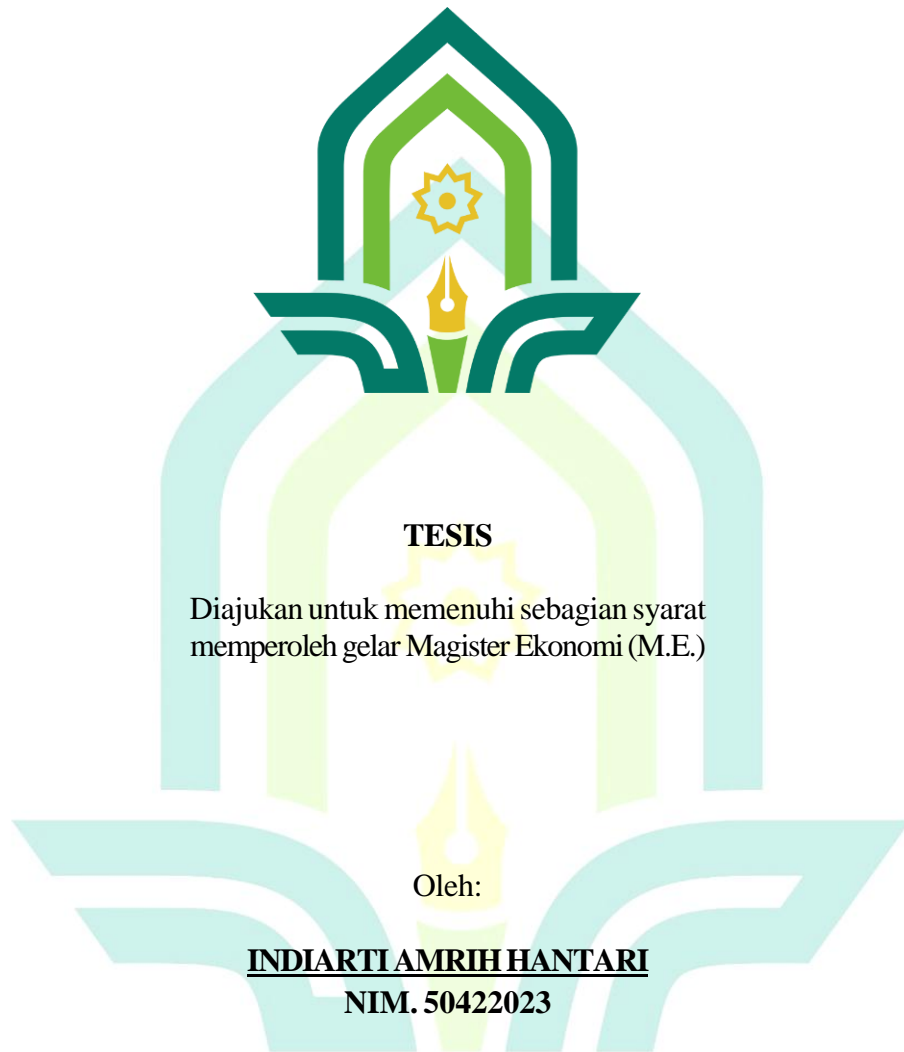 TESIS
Diajukan untuk memenuhi sebagian syarat
memperoleh gelar Magister Ekonomi (M.E.)
Oleh:
INDIARTI AMRIH HANTARI
NIM. 50422023